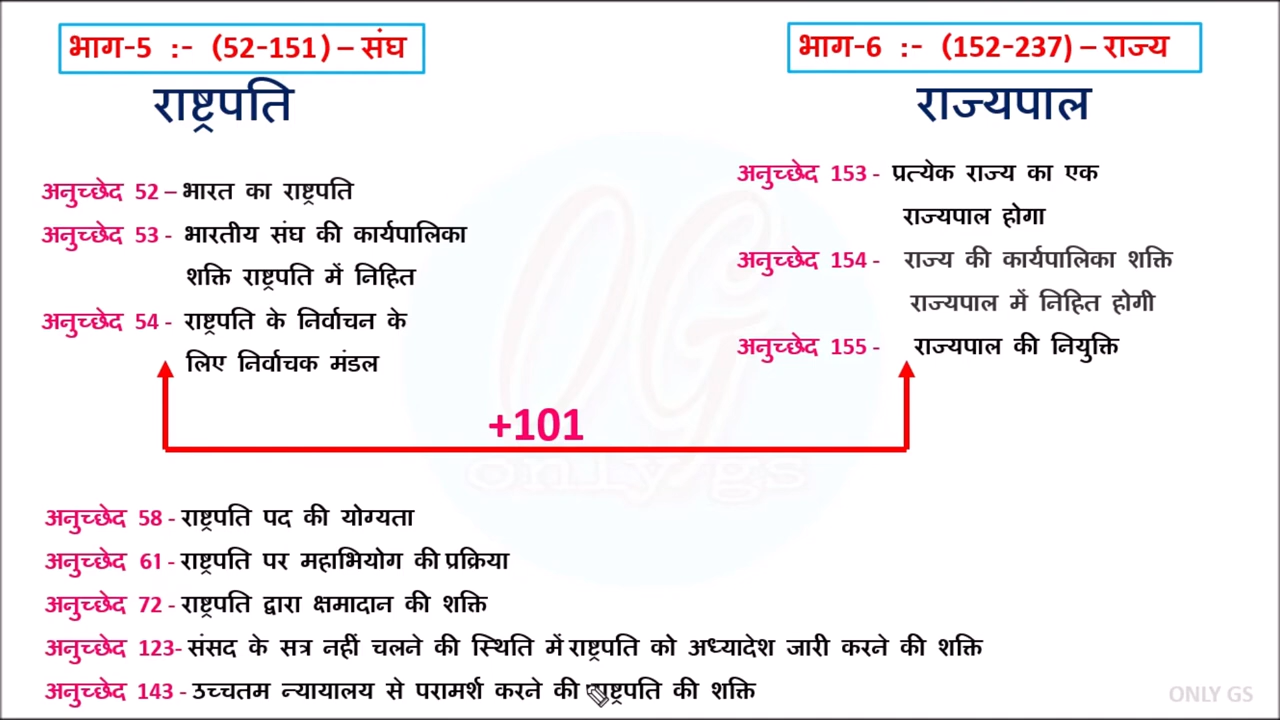 भाग-5 :- (52-151) – संघ
राष्ट्रपति
अनुच्छेद 52 – भारत का राष्ट्रपति
अनुच्छेद 53 - भारतीय संघ की कार्यपालिका
शक्ति राष्ट्रपति में निहित
अनुच्छेद 54 - राष्ट्रपति के निर्वाचन के
लिए निर्वाचक मंडल
भाग-6 :- (152-237) – राज्य
राज्यपाल
अनुच्छेद 153 - प्रत्येक राज्य का एक
राज्यपाल होगा
अनुच्छेद 154 - राज्य की कार्यपालिका शक्ति
राज्यपाल में निहित होगी
अनुच्छेद 155 - राज्यपाल की नियुक्ति
+101
OG
only gs
अनुच्छेद 58 - राष्ट्रपति पद की योग्यता
अनुच्छेद 61 - राष्ट्रपति पर महाभियोग की प्रक्रिया
अनुच्छेद 72 - राष्ट्रपति द्वारा क्षमादान की शक्ति
अनुच्छेद 123- संसद के सत्र नहीं चलने की स्थिति में राष्ट्रपति को अध्यादेश जारी करने की शक्ति
अनुच्छेद 143 - उच्चतम न्यायालय से परामर्श करने की राष्ट्रपति की शक्ति
ONLY GS